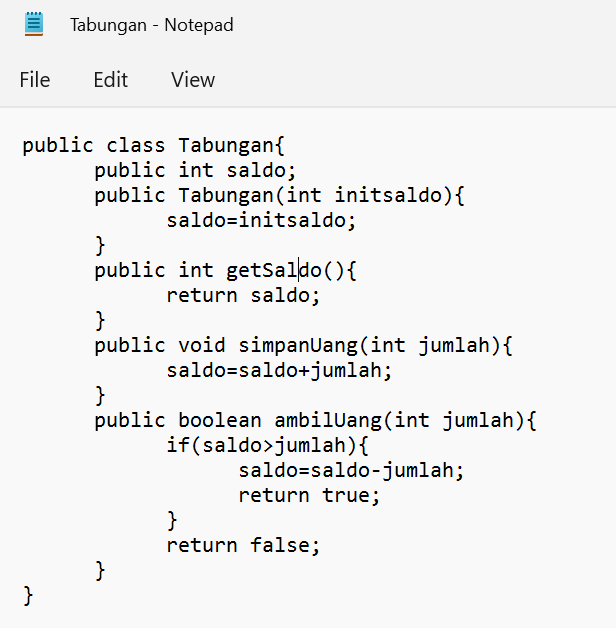 Tabungan - Notepad
File Edit View
public class Tabungan{
public int saldo;
public Tabungan(int initsaldo){
saldo=initsaldo;
}
public int getSaldo(){
return saldo;
}
public void simpanUang(int jumlah){
saldo=saldo+jumlah;
}
public boolean ambilUang(int jumlah){
if(saldo>jumlah){
saldo=saldo-jumlah;
return true;
}
return false;
}
}